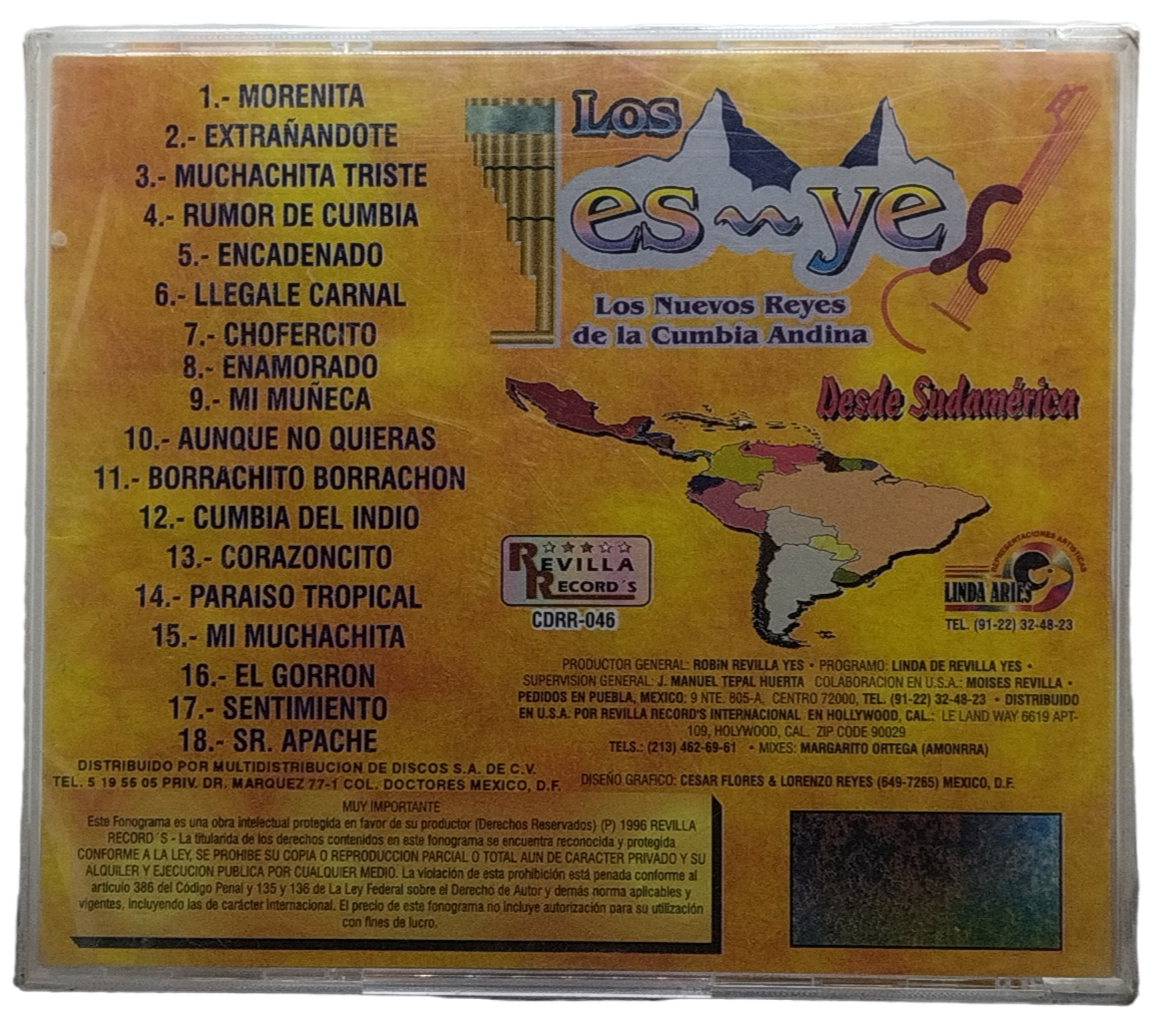 1.- MORENITA
2.- EXTRAÑANDOTE
3.- MUCHACHITA TRISTE
4.- RUMOR DE CUMBIA
5.- ENCADENADO
6.- LLEGALE CARNAL
7.- CHOFERCITO
8.- ENAMORADO
9.- MI MUÑECA
10.- AUNQUE NO QUIERAS
11.- BORRACHITO BORRACHON
12.- CUMBIA DEL INDIO
13.- CORAZONCITO
14.- PARAISO TROPICAL
15.- MI MUCHACHITA
16.- EL GORRON
17.- SENTIMIENTO
18.- SR. APACHE
DISTRIBUIDO POR MULTIDISTRIBUCION DE DISCOS S.A. DE C.V.
TEL. 5 19 55 05 PRIV. DR. MARQUEZ 77-1 COL. DOCTORES MEXICO, D.F.
Los
es~~yes
Los Nuevos Reyes
de la Cumbia Andina
Desde Sudamérica
REVILLA
RECORD´S
CDRR-046
REPRESENTACIONES ARTISTICAS
LINDA ARIES
TEL. (91-22) 32-48-23
PRODUCTOR GENERAL: ROBiN REVILLA YES • PROGRAMO: LINDA DE REVILLA YES •
SUPERVISION GENERAL: J. MANUEL TEPAL HUERTA COLABORACION EN U.S.A.: MOISES REVILLA •
PEDIDOS EN PUEBLA, MEXICO: 9 NTE. 805-A, CENTRO 72000, TEL. (91-22) 32-48-23 • DISTRIBUIDO
EN U.S.A. POR REVILLA RECORD'S INTERNACIONAL EN HOLLYWOOD, CAL.: LE LAND WAY 6619 APT-
109, HOLYWOOD, CAL. ZIP CODE 90029
TELS.: (213) 462-69-61 • MIXES: MARGARITO ORTEGA (AMONRRA)
DISEÑO GRAFICO: CESAR FLORES & LORENZO REYES (649-7265) MEXICO, D.F.
MUY IMPORTANTE
Este Fonograma es una obra intelectual protegida en favor de su productor (Derechos Reservados) (P) 1996 REVILLA
RECORD´S - La titularida de los derechos contenidos en este fonograma se encuentra reconocida y protegida
CONFORME A LA LEY, SE PROHIBE SU COPIA O REPRODUCCION PARCIAL O TOTAL AUN DE CARACTER PRIVADO Y SU
ALQUILER Y EJECUCION PUBLICA POR CUALQUIER MEDIO. La violación de esta prohibición está penada conforme al
artículo 386 del Código Penal y 135 y 136 de La Ley Federal sobre el Derecho de Autor y demás norma aplicables y
vigentes, incluyendo las de carácter Internacional. El precio de este fonograma no incluye autorización para su utilización
con fines de lucro.